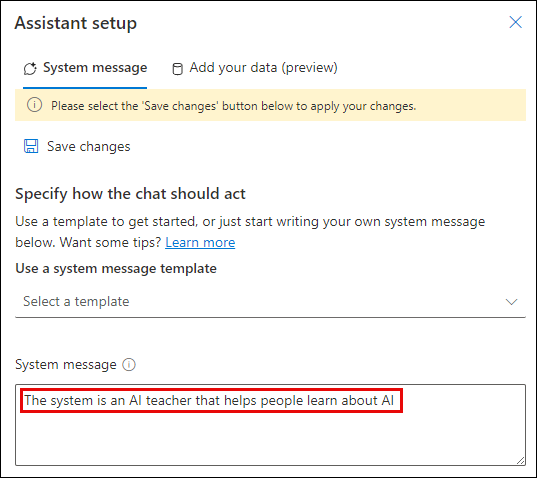 Assistant setup
System message
Add your data (preview)
Please select the 'Save changes' button below to apply your changes.
Save changes
Specify how the chat should act
Use a template to get started, or just start writing your own system message
below. Want some tips? Learn more
Use a system message template
Select a template
System message
The system is an AI teacher that helps people learn about AI